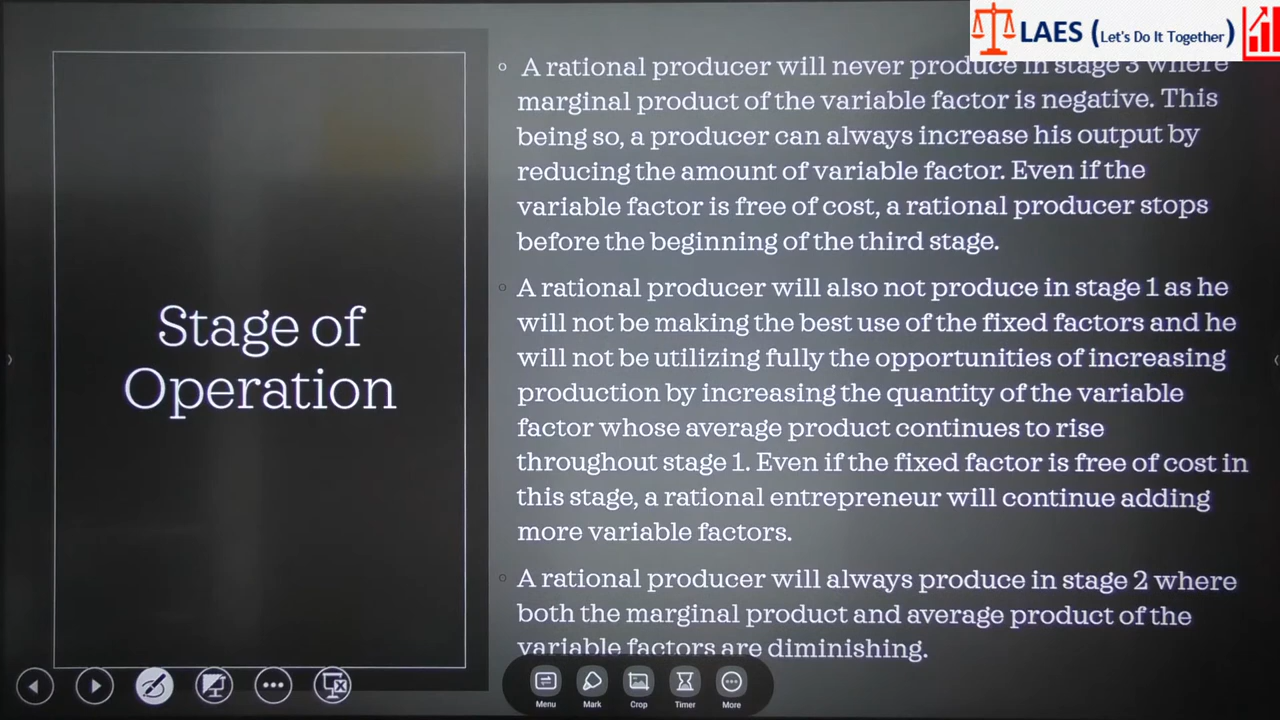 LAES (Let's Do It Together)
A rational producer will never produce in stage 3 where
marginal product of the variable factor is negative. This
being so, a producer can always increase his output by
reducing the amount of variable factor. Even if the
variable factor is free of cost, a rational producer stops
before the beginning of the third stage.
Stage of
Operation
A rational producer will also not produce in stage 1 as he
will not be making the best use of the fixed factors and he
will not be utilizing fully the opportunities of increasing
production by increasing the quantity of the variable
factor whose average product continues to rise
throughout stage 1. Even if the fixed factor is free of cost in
this stage, a rational entrepreneur will continue adding
more variable factors.
A rational producer will always produce in stage 2 where
both the marginal product and average product of the
variable factors are diminishing.
Menu
Mark
Crop
Timer
More